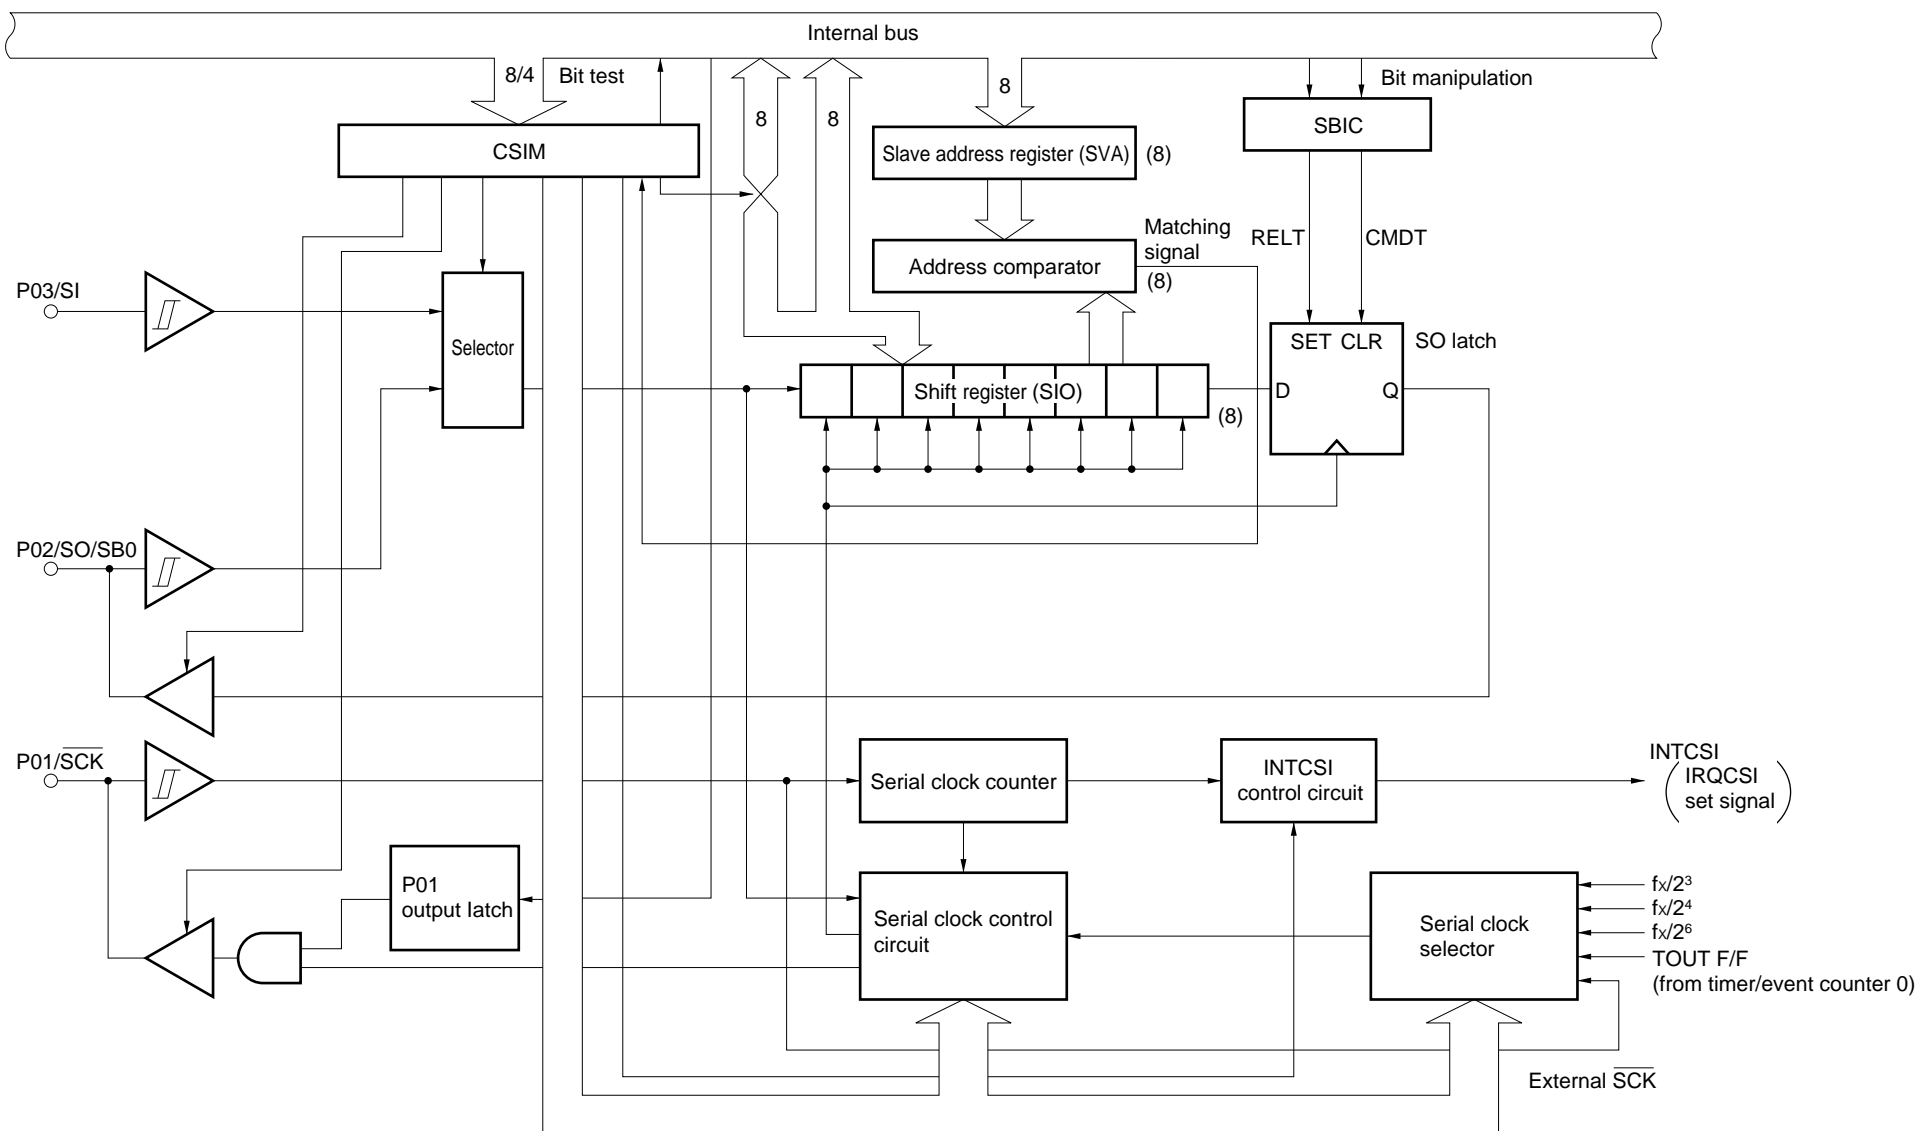 Internal bus
8/4
Bit test
8
8
8
Bit manipulation
CSIM
Slave address register (SVA)
(8)
SBIC
Matching
signal
(8)
RELT
CMDT
Address comparator
P03/SI
Selector
SET CLR
SO latch
Shift register (SIO)
(8)
D
Q
P02/SO/SB0
P01/S̅C̅K̅
Serial clock counter
INTCSI
control circuit
INTCSI
IRQCSI
set signal
P01
output latch
Serial clock control
circuit
Serial clock
selector
fX/2³
fX/2⁴
fX/2⁶
TOUT F/F
(from timer/event counter 0)
External S̅C̅K̅